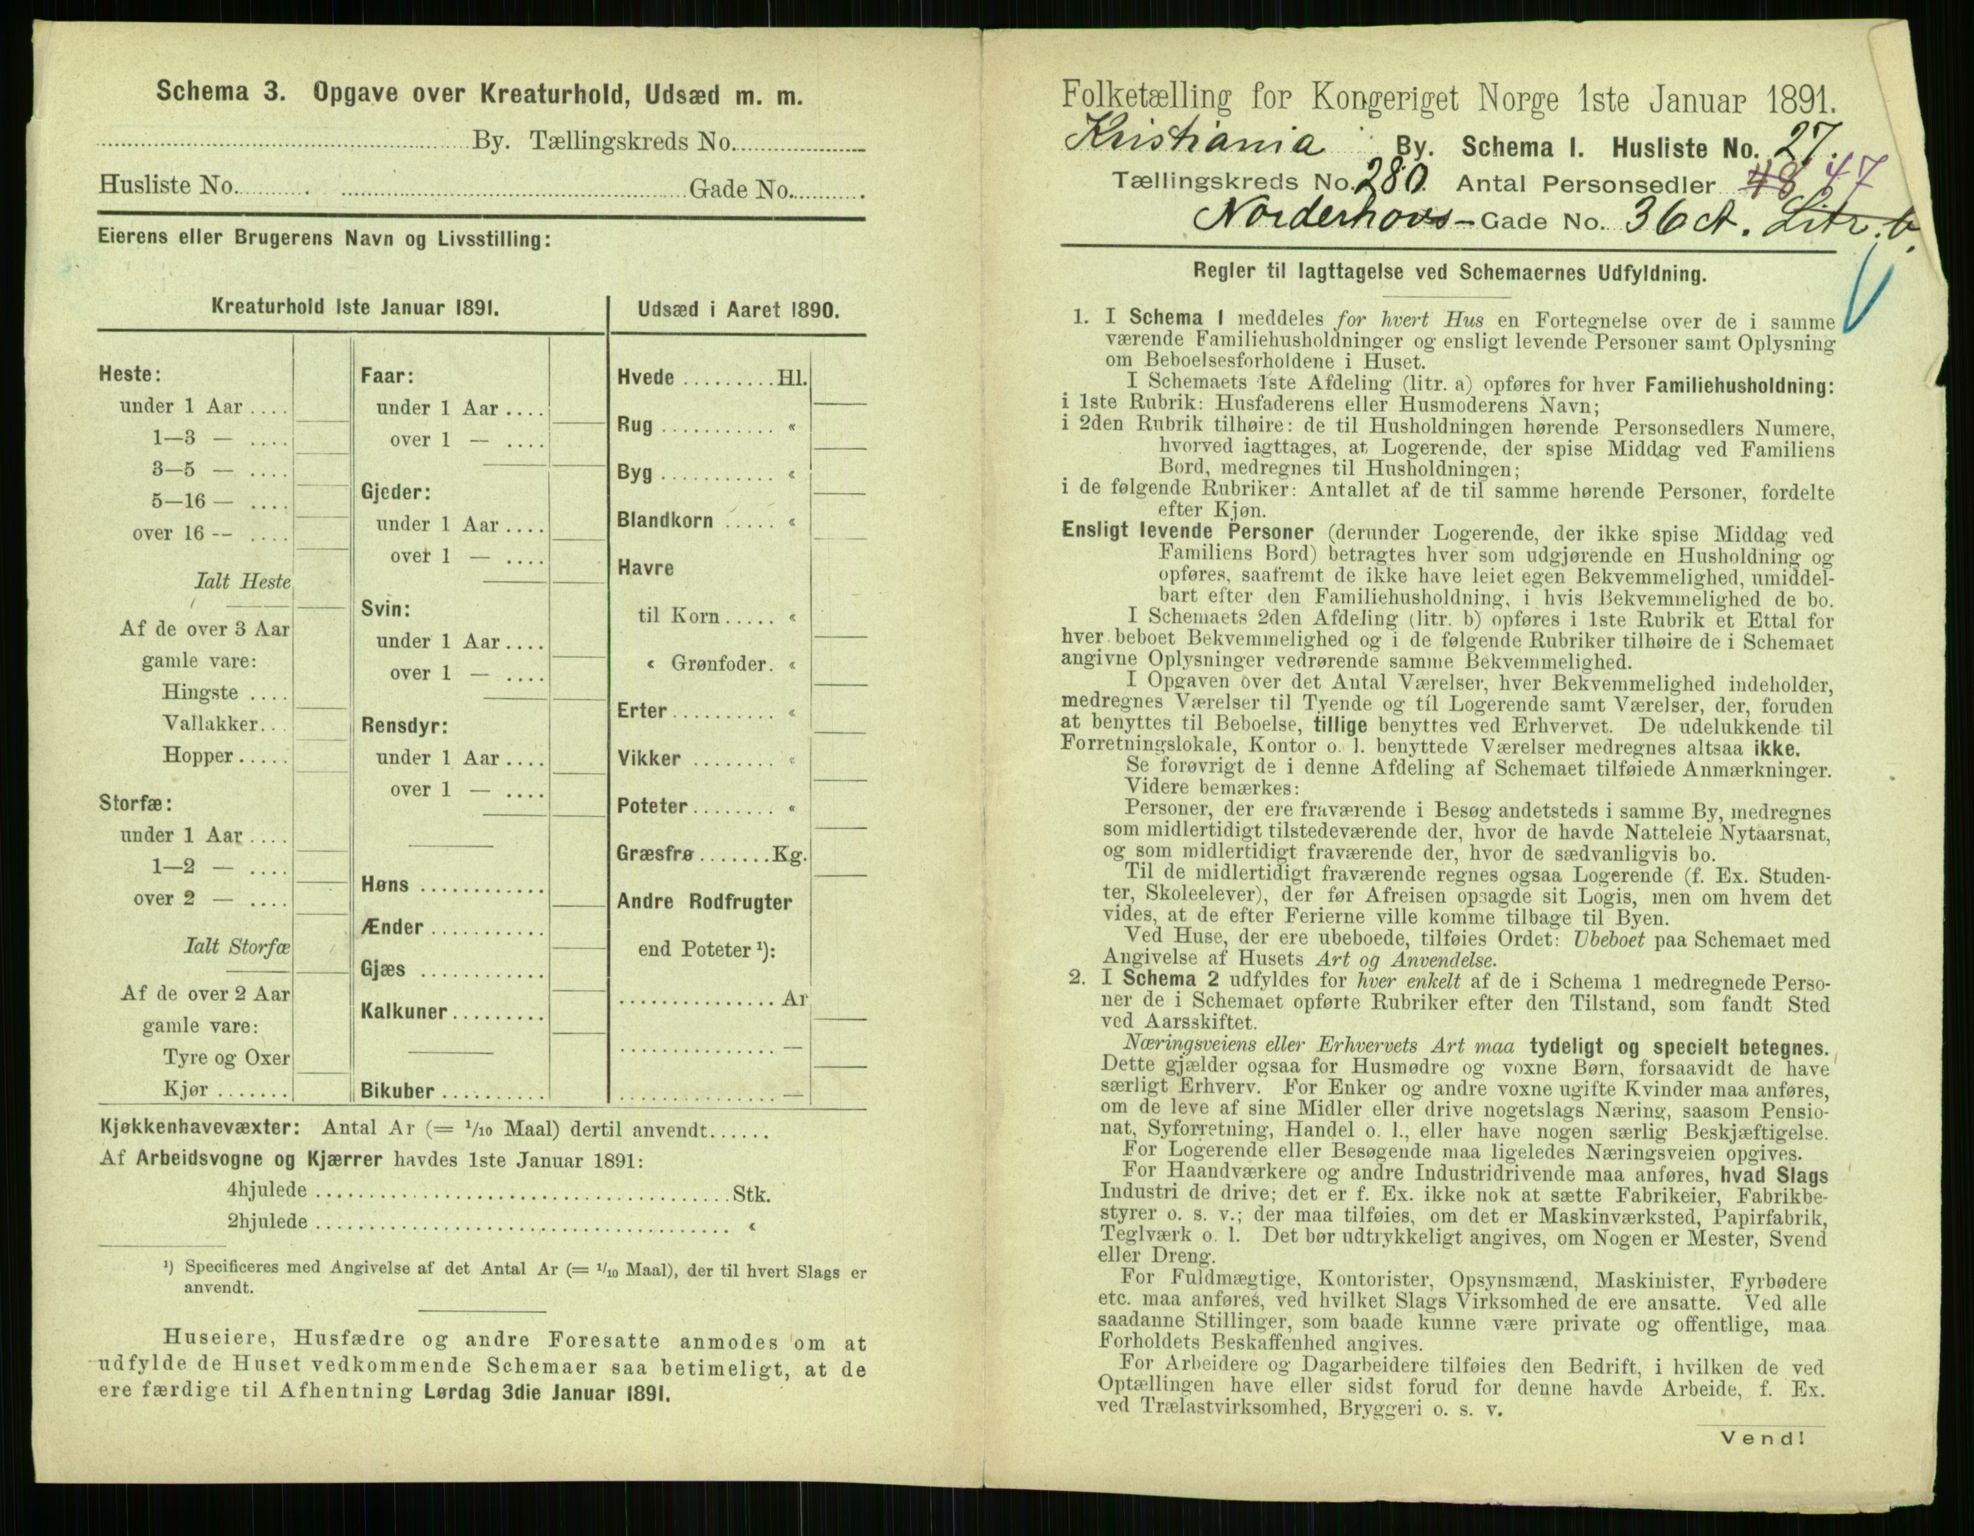 Schema 3. Opgave over Kreaturhold, Udsæd m. m.
By. Tællingskreds No.
Husliste No. Gade No.
Eierens eller Brugerens Navn og Livsstilling:
Kreaturhold 1ste Januar 1891.
Heste:
under 1 Aar
1—3 —
3—5 —
5—16 —
over 16 —
Ialt Heste
Af de over 3 Aar
gamle vare:
Hingste
Vallakker
Hopper
Storfæ:
under 1 Aar
1—2 —
over 2 —
Ialt Storfæ
Af de over 2 Aar
gamle vare:
Tyre og Oxer
Kjør
Faar:
under 1 Aar
over 1 —
Gjeder:
under 1 Aar
over 1 —
Svin:
under 1 Aar
over 1 —
Rensdyr:
under 1 Aar
over 1 —
Høns
Ænder
Gjæs
Kalkuner
Bikuber
Udsæd i Aaret 1890.
Hvede Hl.
Rug «
Byg «
Blandkorn «
Havre
til Korn «
« Grønfoder «
Erter «
Vikker «
Poteter «
Græsfrø Kg.
Andre Rodfrugter
end Poteter ¹):
Ar
—
—
Kjøkkenhavevæxter: Antal Ar (= 1/10 Maal) dertil anvendt
Af Arbeidsvogne og Kjærrer havdes 1ste Januar 1891:
4hjulede Stk.
2hjulede «
¹) Specificeres med Angivelse af det Antal Ar (= 1/10 Maal), der til hvert Slags er
anvendt.
Huseiere, Husfædre og andre Foresatte anmodes om at
udfylde de Huset vedkommende Schemaer saa betimeligt, at de
ere færdige til Afhentning Lørdag 3die Januar 1891.
Folketælling for Kongeriget Norge 1ste Januar 1891.
Kristiania By. Schema 1. Husliste No. 27.
Tællingskreds No. 280 Antal Personsedler 48 47
Norderhovs- Gade No. 36 A. Litr. b.
Regler til Iagttagelse ved Schemaernes Udfyldning.
1. I Schema 1 meddeles for hvert Hus en Fortegnelse over de i samme
værende Familiehusholdninger og ensligt levende Personer samt Oplysning
om Beboelsesforholdene i Huset.
I Schemaets 1ste Afdeling (litr. a) opføres for hver Familiehusholdning:
i 1ste Rubrik: Husfaderens eller Husmoderens Navn;
i 2den Rubrik tilhøire: de til Husholdningen hørende Personsedlers Numere,
hvorved iagttages, at Logerende, der spise Middag ved Familiens
Bord, medregnes til Husholdningen;
i de følgende Rubriker: Antallet af de til samme hørende Personer, fordelte
efter Kjøn.
Ensligt levende Personer (derunder Logerende, der ikke spise Middag ved
Familiens Bord) betragtes hver som udgjørende en Husholdning og
opføres, saafremt de ikke have leiet egen Bekvemmelighed, umiddel-
bart efter den Familiehusholdning, i hvis Bekvemmelighed de bo.
I Schemaets 2den Afdeling (litr. b) opføres i 1ste Rubrik et Ettal for
hver beboet Bekvemmelighed og i de følgende Rubriker tilhøire de i Schemaet
angivne Oplysninger vedrørende samme Bekvemmelighed.
I Opgaven over det Antal Værelser, hver Bekvemmelighed indeholder,
medregnes Værelser til Tyende og til Logerende samt Værelser, der, foruden
at benyttes til Beboelse, tillige benyttes ved Erhvervet. De udelukkende til
Forretningslokale, Kontor o. l. benyttede Værelser medregnes altsaa ikke.
Se forøvrigt de i denne Afdeling af Schemaet tilføiede Anmærkninger.
Videre bemærkes:
Personer, der ere fraværende i Besøg andetsteds i samme By, medregnes
som midlertidigt tilstedeværende der, hvor de havde Natteleie Nytaarsnat,
og som midlertidigt fraværende der, hvor de sædvanligvis bo.
Til de midlertidigt fraværende regnes ogsaa Logerende (f. Ex. Studen-
ter, Skoleelever), der før Afreisen opsagde sit Logis, men om hvem det
vides, at de efter Ferierne ville komme tilbage til Byen.
Ved Huse, der ere ubeboede, tilføies Ordet: Ubeboet paa Schemaet med
Angivelse af Husets Art og Anvendelse.
2. I Schema 2 udfyldes for hver enkelt af de i Schema 1 medregnede Perso-
ner de i Schemaet opførte Rubriker efter den Tilstand, som fandt Sted
ved Aarsskiftet.
Næringsveiens eller Erhvervets Art maa tydeligt og specielt betegnes.
Dette gjælder ogsaa for Husmødre og voxne Børn, forsaavidt de have
særligt Erhverv. For Enker og andre voxne ugifte Kvinder maa anføres,
om de leve af sine Midler eller drive nogetslags Næring, saasom Pensio-
nat, Syforretning, Handel o. l., eller have nogen særlig Beskjæftigelse.
For Logerende eller Besøgende maa ligeledes Næringsveien opgives.
For Haandværkere og andre Industridrivende maa anføres, hvad Slags
Industri de drive; det er f. Ex. ikke nok at sætte Fabrikeier, Fabrikbe-
styrer o. s. v.; der maa tilføies, om det er Maskinværksted, Papirfabrik,
Teglværk o. l. Det bør udtrykkeligt angives, om Nogen er Mester, Svend
eller Dreng.
For Fuldmægtige, Kontorister, Opsynsmænd, Maskinister, Fyrbødere
etc. maa anføres, ved hvilket Slags Virksomhed de ere ansatte. Ved alle
saadanne Stillinger, som baade kunne være private og offentlige, maa
Forholdets Beskaffenhed angives.
For Arbeidere og Dagarbeidere tilføies den Bedrift, i hvilken de ved
Optællingen have eller sidst forud for denne havde Arbeide, f. Ex.
ved Trælastvirksomhed, Bryggeri o. s. v.
Vend!